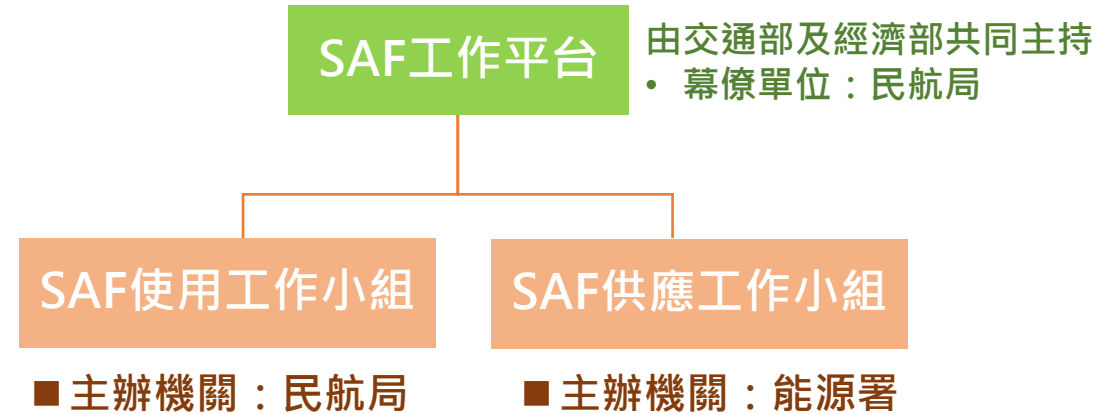 SAF工作平台
由交通部及經濟部共同主持
• 幕僚單位：民航局
SAF使用工作小組
SAF供應工作小組
■ 主辦機關：民航局
■ 主辦機關：能源署